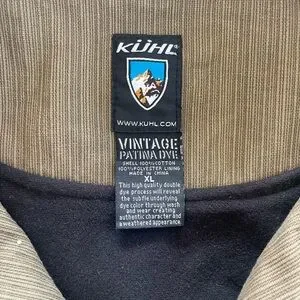 KÜHL®
WWW.KUHL.COM
VINTAGE
PATINA DYE
SHELL 100% COTTON
100% POLYESTER LINING
MADE IN CHINA
XL
This high quality double
dye process will reveal
the subtle underlying
dye color through wash
and wear creating
authentic character and
a weathered appearance.